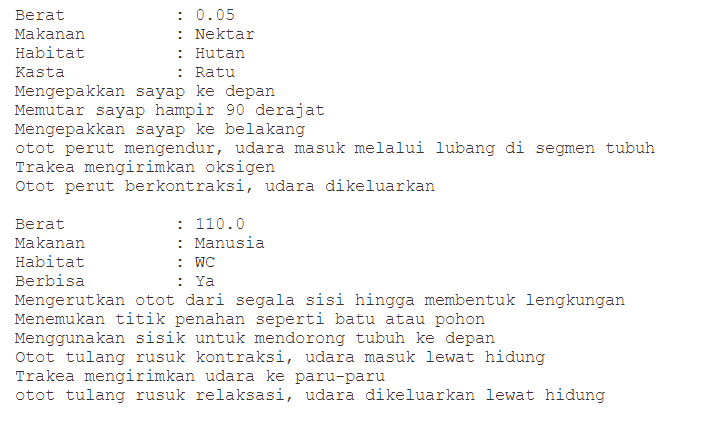 Berat : 0.05
Makanan : Nektar
Habitat : Hutan
Kasta : Ratu
Mengepakkan sayap ke depan
Memutar sayap hampir 90 derajat
Mengepakkan sayap ke belakang
otot perut mengendur, udara masuk melalui lubang di segmen tubuh
Trakea mengirimkan oksigen
Otot perut berkontraksi, udara dikeluarkan
Berat : 110.0
Makanan : Manusia
Habitat : WC
Berbisa : Ya
Mengerutkan otot dari segala sisi hingga membentuk lengkungan
Menemukan titik penahan seperti batu atau pohon
Menggunakan sisik untuk mendorong tubuh ke depan
Otot tulang rusuk kontraksi, udara masuk lewat hidung
Trakea mengirimkan udara ke paru-paru
otot tulang rusuk relaksasi, udara dikeluarkan lewat hidung